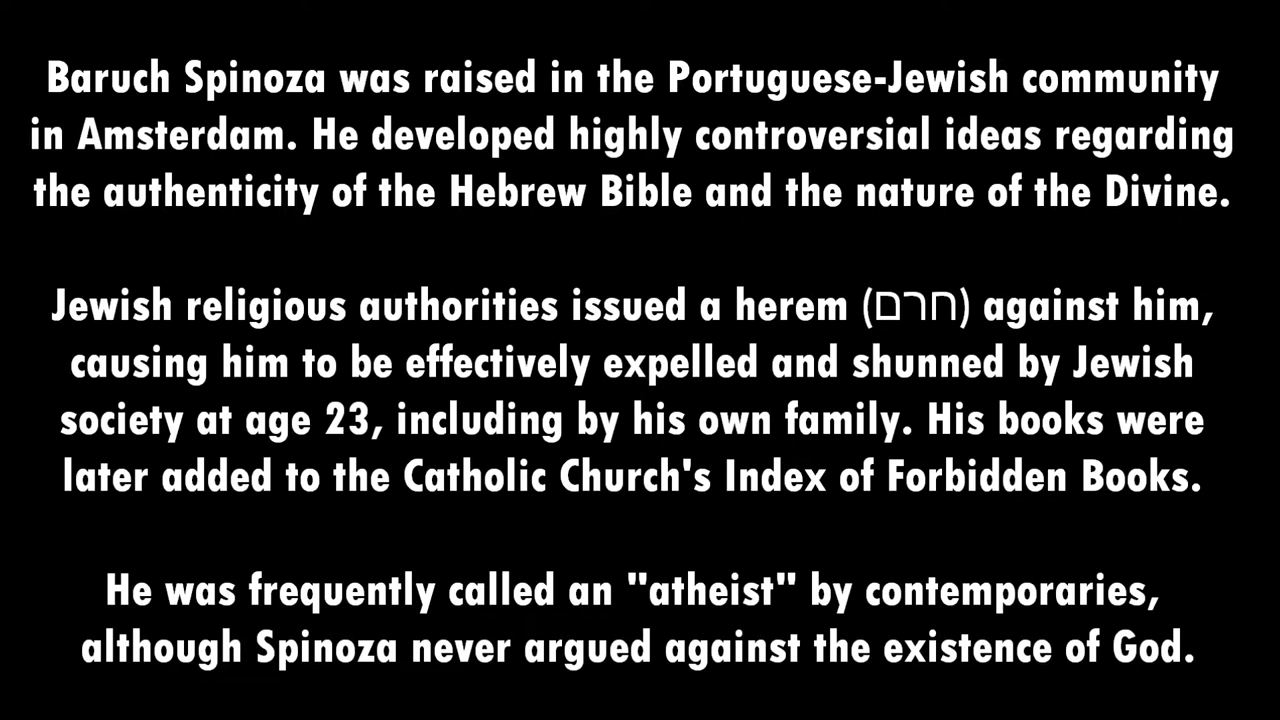 Baruch Spinoza was raised in the Portuguese-Jewish community
in Amsterdam. He developed highly controversial ideas regarding
the authenticity of the Hebrew Bible and the nature of the Divine.
Jewish religious authorities issued a herem (חרם) against him,
causing him to be effectively expelled and shunned by Jewish
society at age 23, including by his own family. His books were
later added to the Catholic Church's Index of Forbidden Books.
He was frequently called an "atheist" by contemporaries,
although Spinoza never argued against the existence of God.